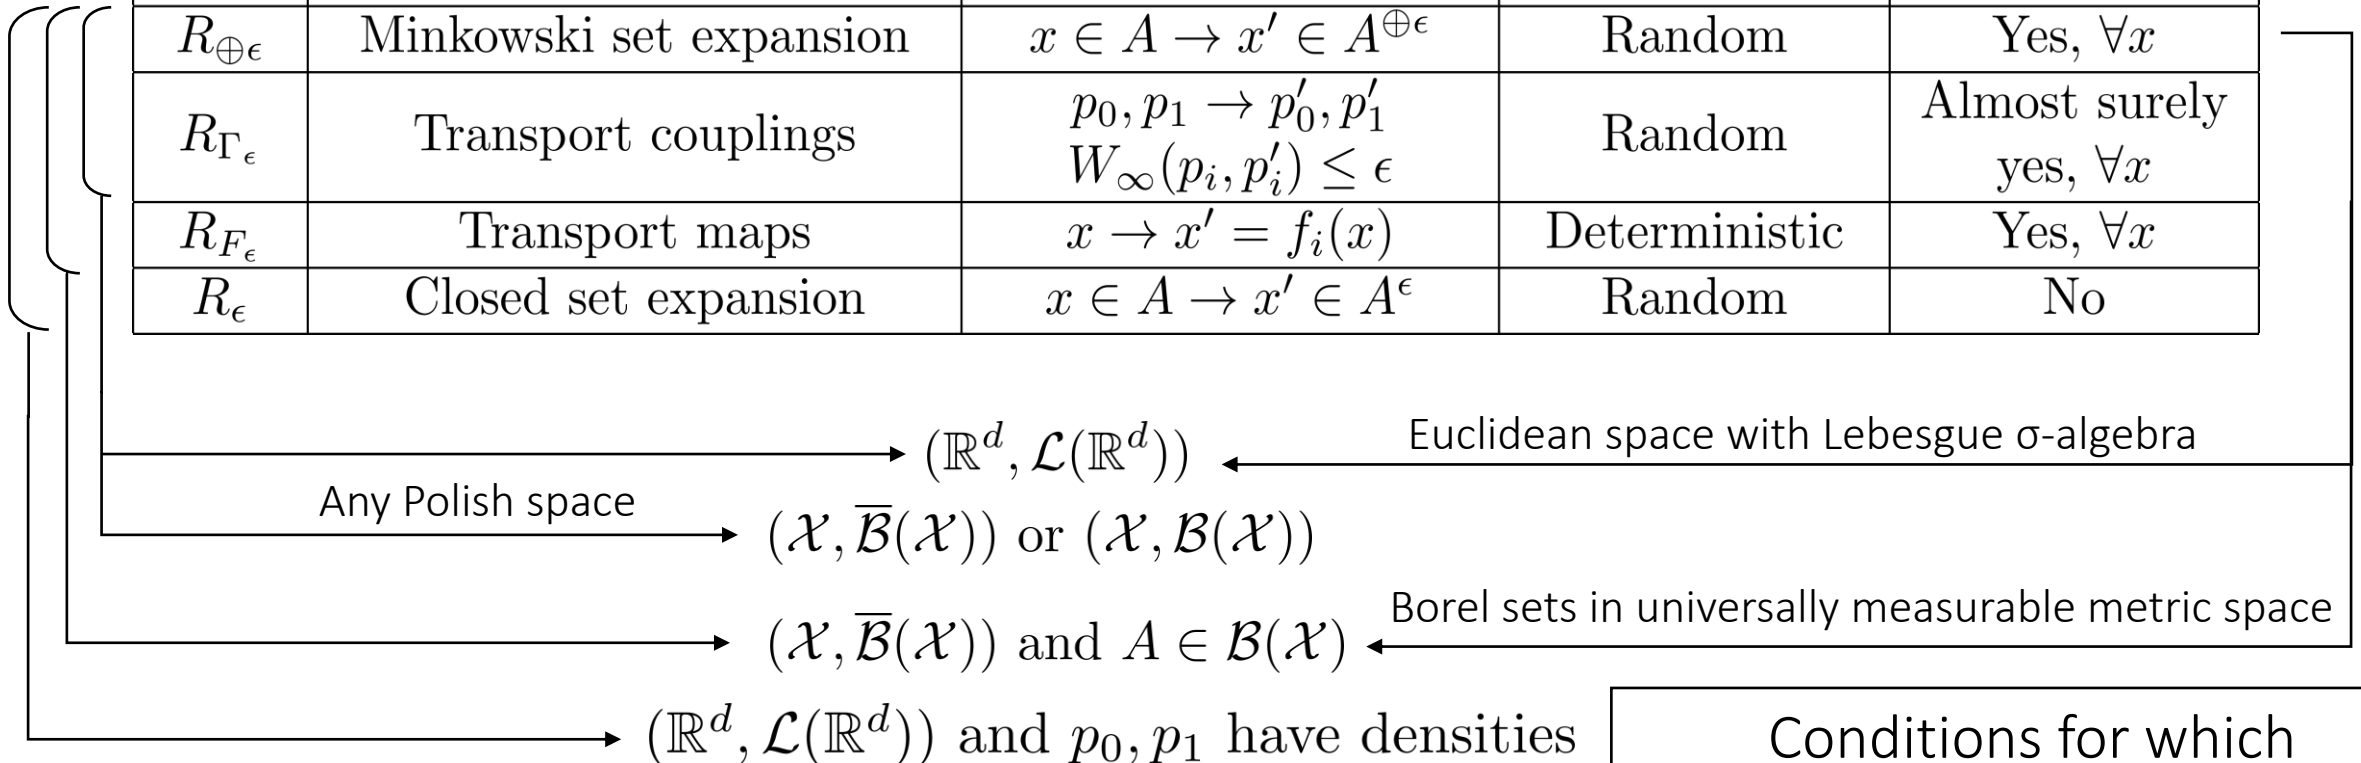 R_{⊕ϵ} Minkowski set expansion x ∈ A → x′ ∈ A^{⊕ϵ} Random Yes, ∀x
R_{Γ_ϵ} Transport couplings p_0, p_1 → p′_0, p′_1 Random Almost surely
W_∞(p_i, p′_i) ≤ ϵ yes, ∀x
R_{F_ϵ} Transport maps x → x′ = f_i(x) Deterministic Yes, ∀x
R_ϵ Closed set expansion x ∈ A → x′ ∈ A^ϵ Random No
(ℝ^d, ℒ(ℝ^d)) Euclidean space with Lebesgue σ-algebra
Any Polish space
(𝒳, \overline{ℬ}(𝒳)) or (𝒳, ℬ(𝒳))
Borel sets in universally measurable metric space
(𝒳, \overline{ℬ}(𝒳)) and A ∈ ℬ(𝒳)
(ℝ^d, ℒ(ℝ^d)) and p_0, p_1 have densities
Conditions for which